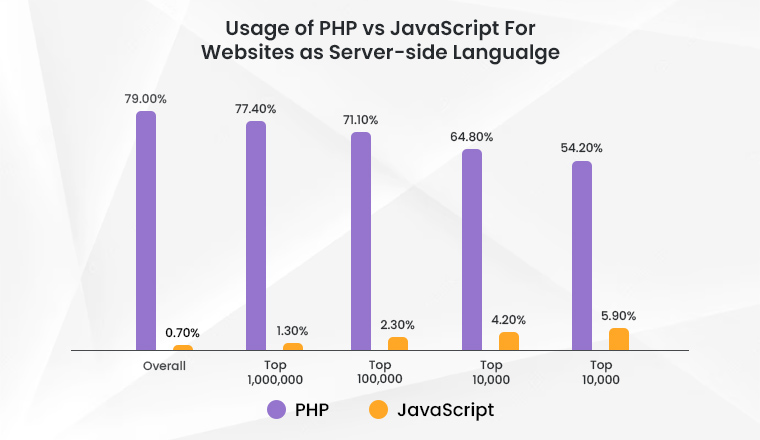 Usage of PHP vs JavaScript For
Websites as Server-side Langualge
79.00%
77.40%
71.10%
64.80%
54.20%
0.70%
1.30%
2.30%
4.20%
5.90%
Overall
Top
1,000,000
Top
100,000
Top
10,000
Top
10,000
PHP
JavaScript